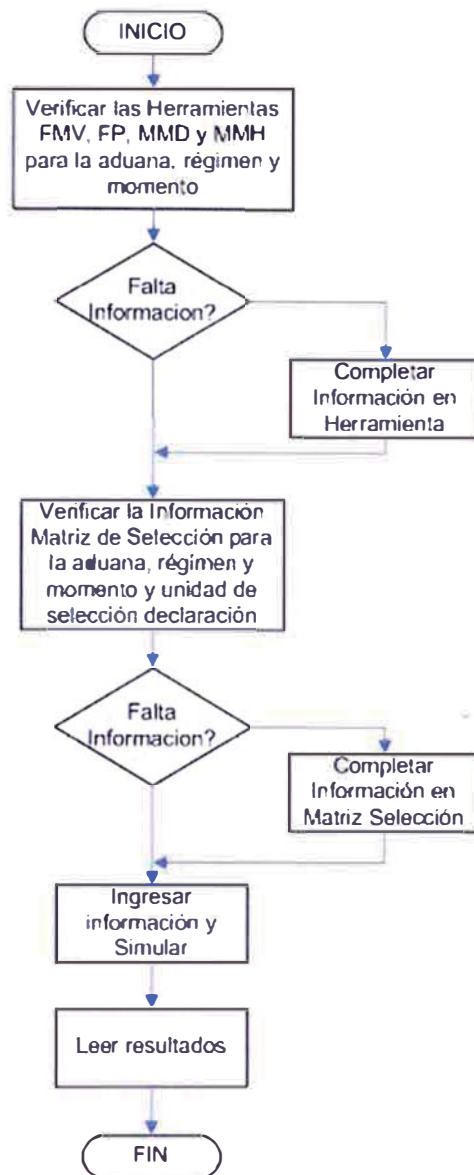 INICIO
Verificar las Herramientas
FMV, FP, MMD y MMH
para la aduana, régimen y
momento
Falta
Informacion?
Completar
Información en
Herramienta
Verificar la Información
Matriz de Selección para
la aduana, régimen y
momento y unidad de
selección declaración
Falta
Informacion?
Completar
Información en
Matriz Selección
Ingresar
información y
Simular
Leer resultados
FIN